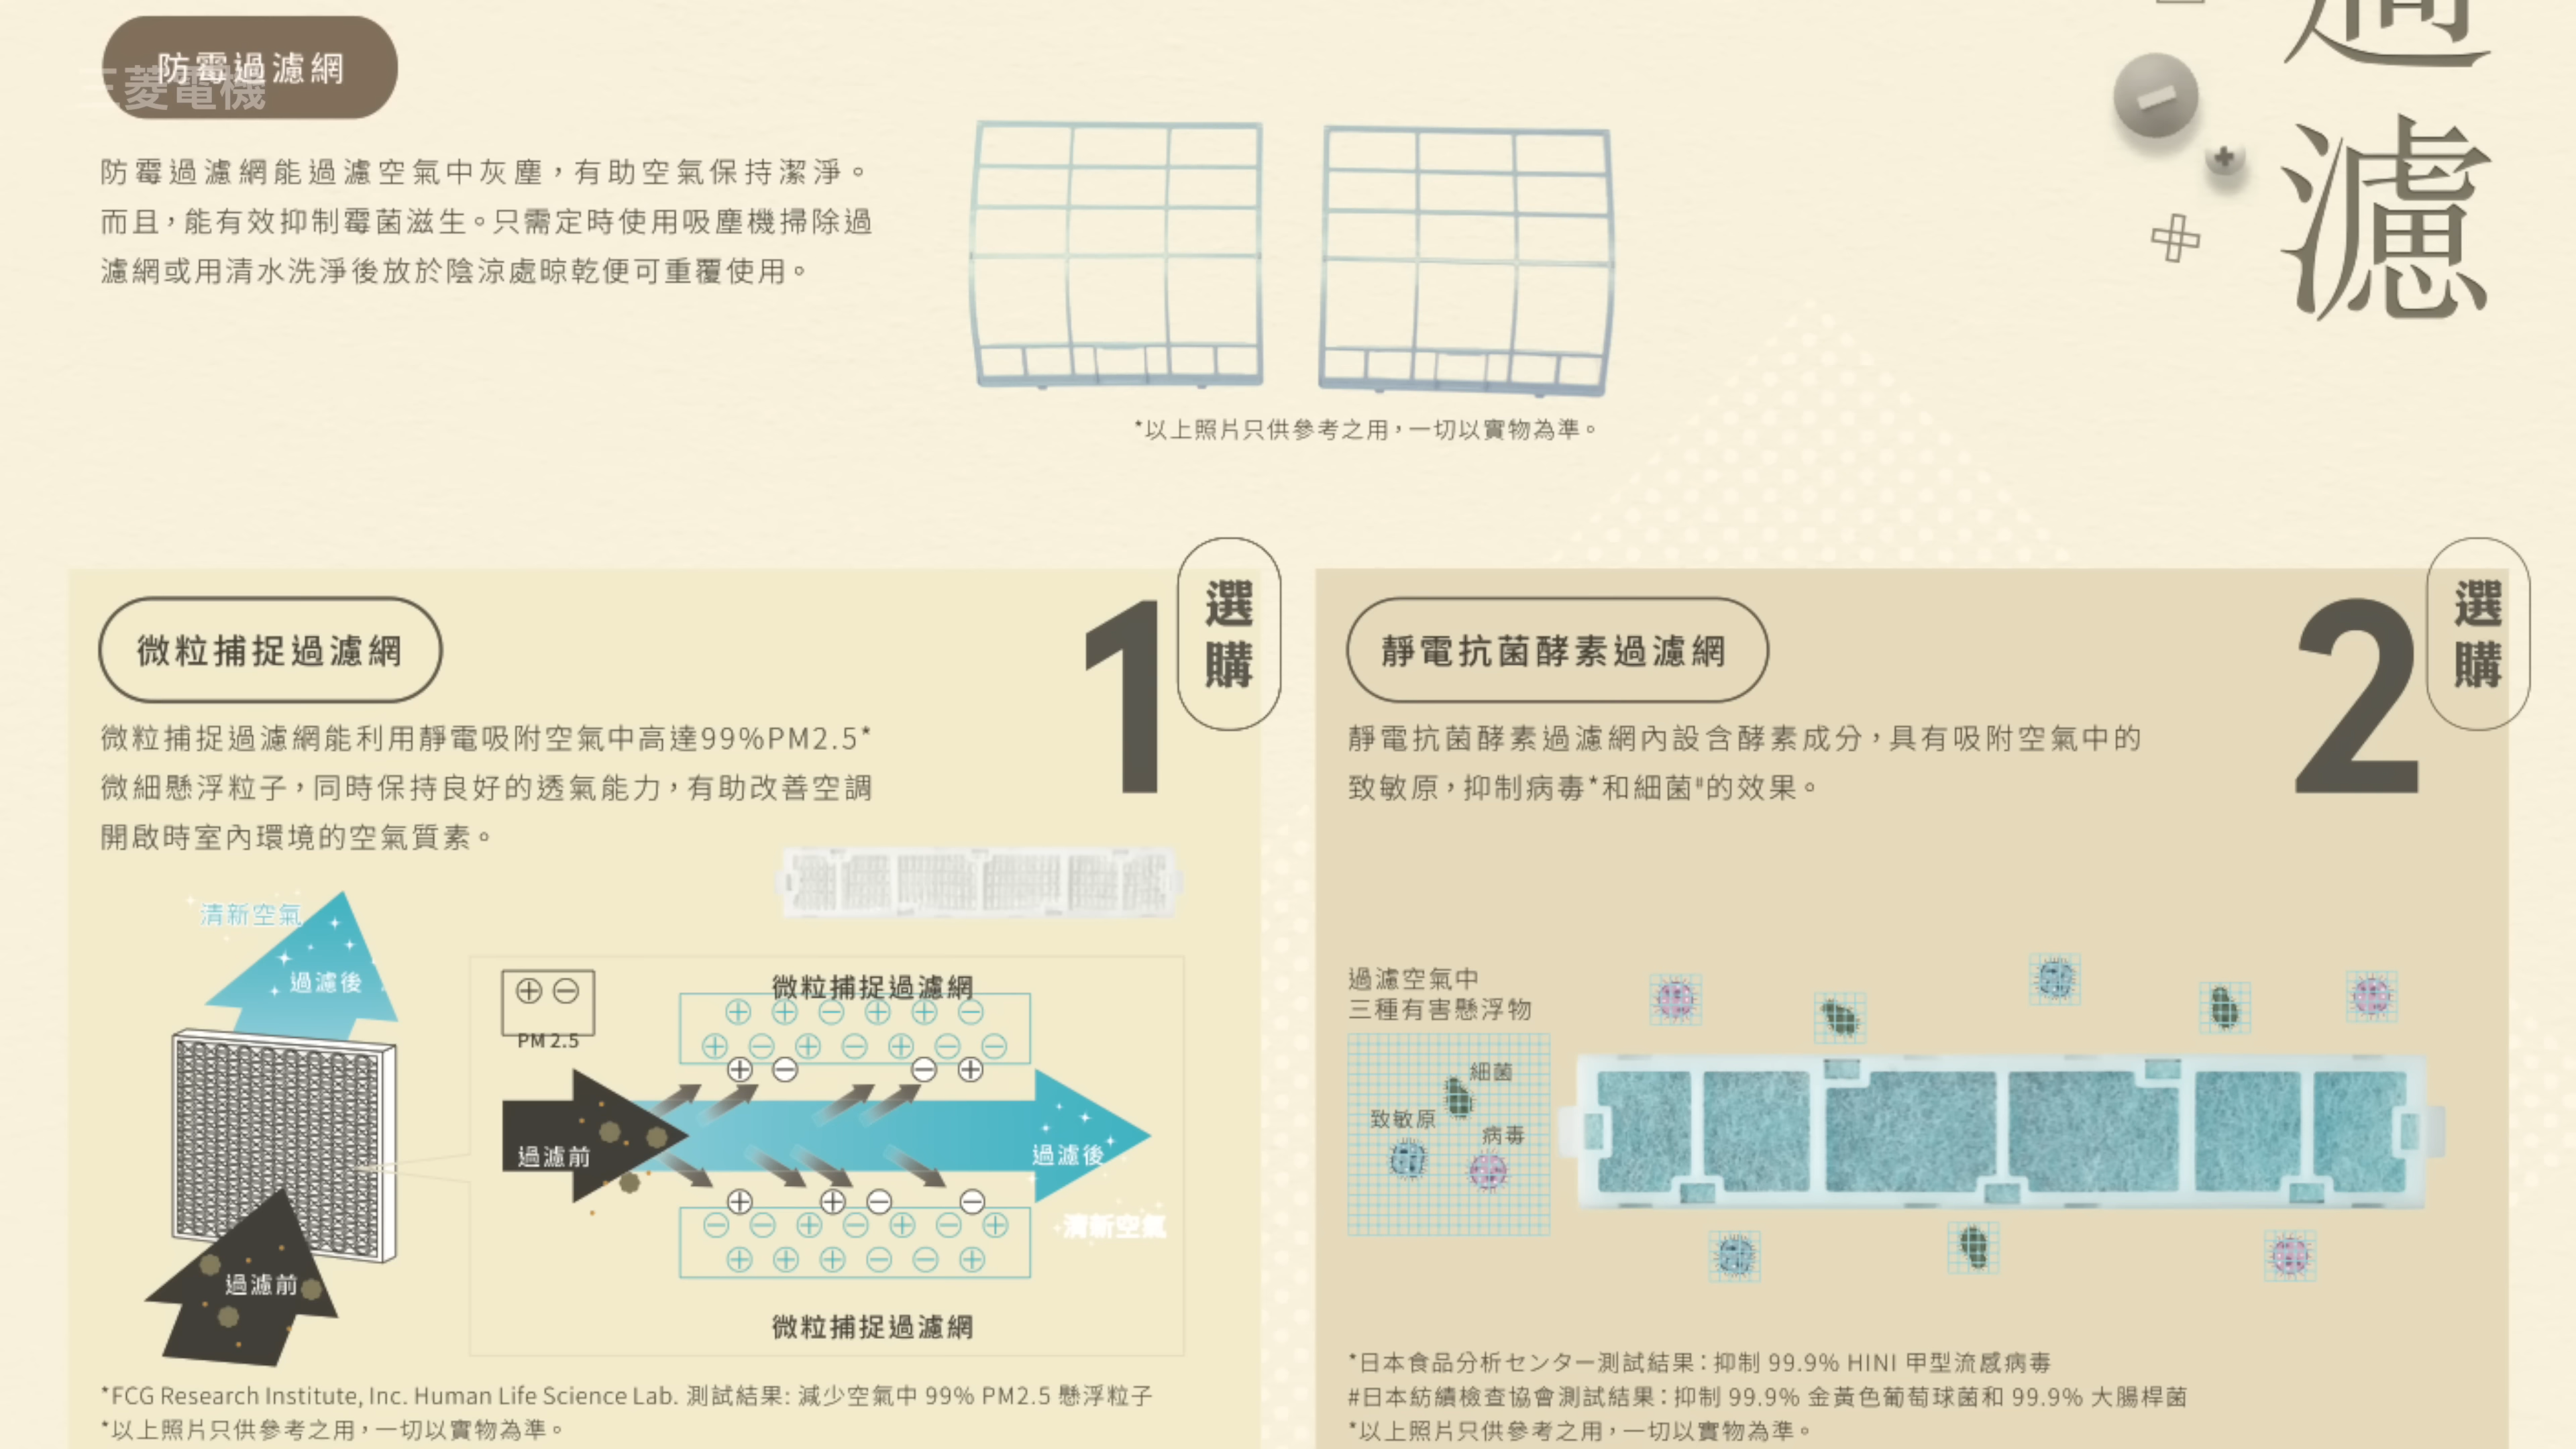 防霉過濾網
三菱電機
防霉過濾網能過濾空氣中灰塵，有助空氣保持潔淨。
而且，能有效抑制霉菌滋生。只需定時使用吸塵機掃除過
濾網或用清水洗淨後放於陰涼處晾乾便可重覆使用。
*以上照片只供參考之用，一切以實物為準。
過
濾
微粒捕捉過濾網
1
選
購
微粒捕捉過濾網能利用靜電吸附空氣中高達99%PM2.5*
微細懸浮粒子，同時保持良好的透氣能力，有助改善空調
開啟時室內環境的空氣質素。
清新空氣
過濾後
過濾前
PM 2.5
微粒捕捉過濾網
過濾前
過濾後
清新空氣
微粒捕捉過濾網
*FCG Research Institute, Inc. Human Life Science Lab. 測試結果: 減少空氣中 99% PM2.5 懸浮粒子
*以上照片只供參考之用，一切以實物為準。
靜電抗菌酵素過濾網
2
選
購
靜電抗菌酵素過濾網內設含酵素成分，具有吸附空氣中的
致敏原，抑制病毒*和細菌#的效果。
過濾空氣中
三種有害懸浮物
細菌
致敏原
病毒
*日本食品分析センター測試結果：抑制 99.9% HINI 甲型流感病毒
#日本紡績檢查協會測試結果：抑制 99.9% 金黃色葡萄球菌和 99.9% 大腸桿菌
*以上照片只供參考之用，一切以實物為準。